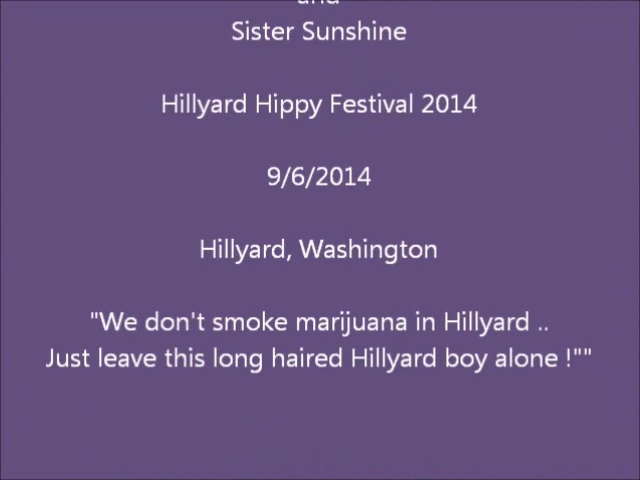 and
Sister Sunshine
Hillyard Hippy Festival 2014
9/6/2014
Hillyard, Washington
"We don't smoke marijuana in Hillyard ..
Just leave this long haired Hillyard boy alone !""